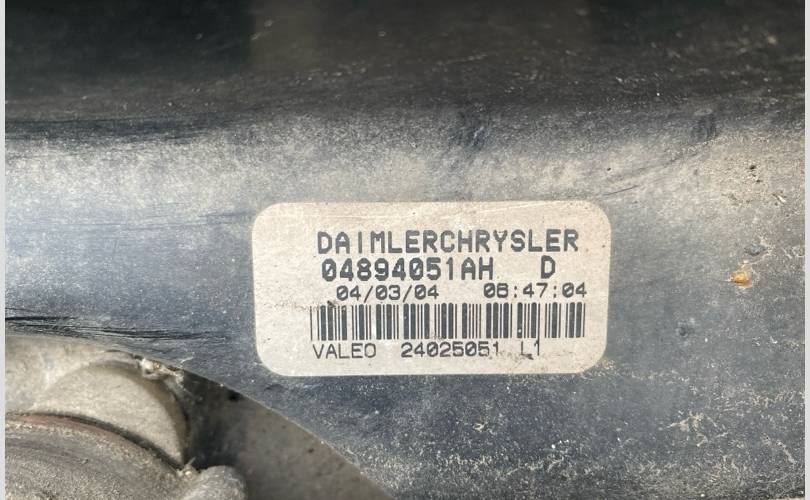 DAIMLERCHRYSLER
04894051AH D
04/03/04 08:47:04
VALEO 24025051 L1